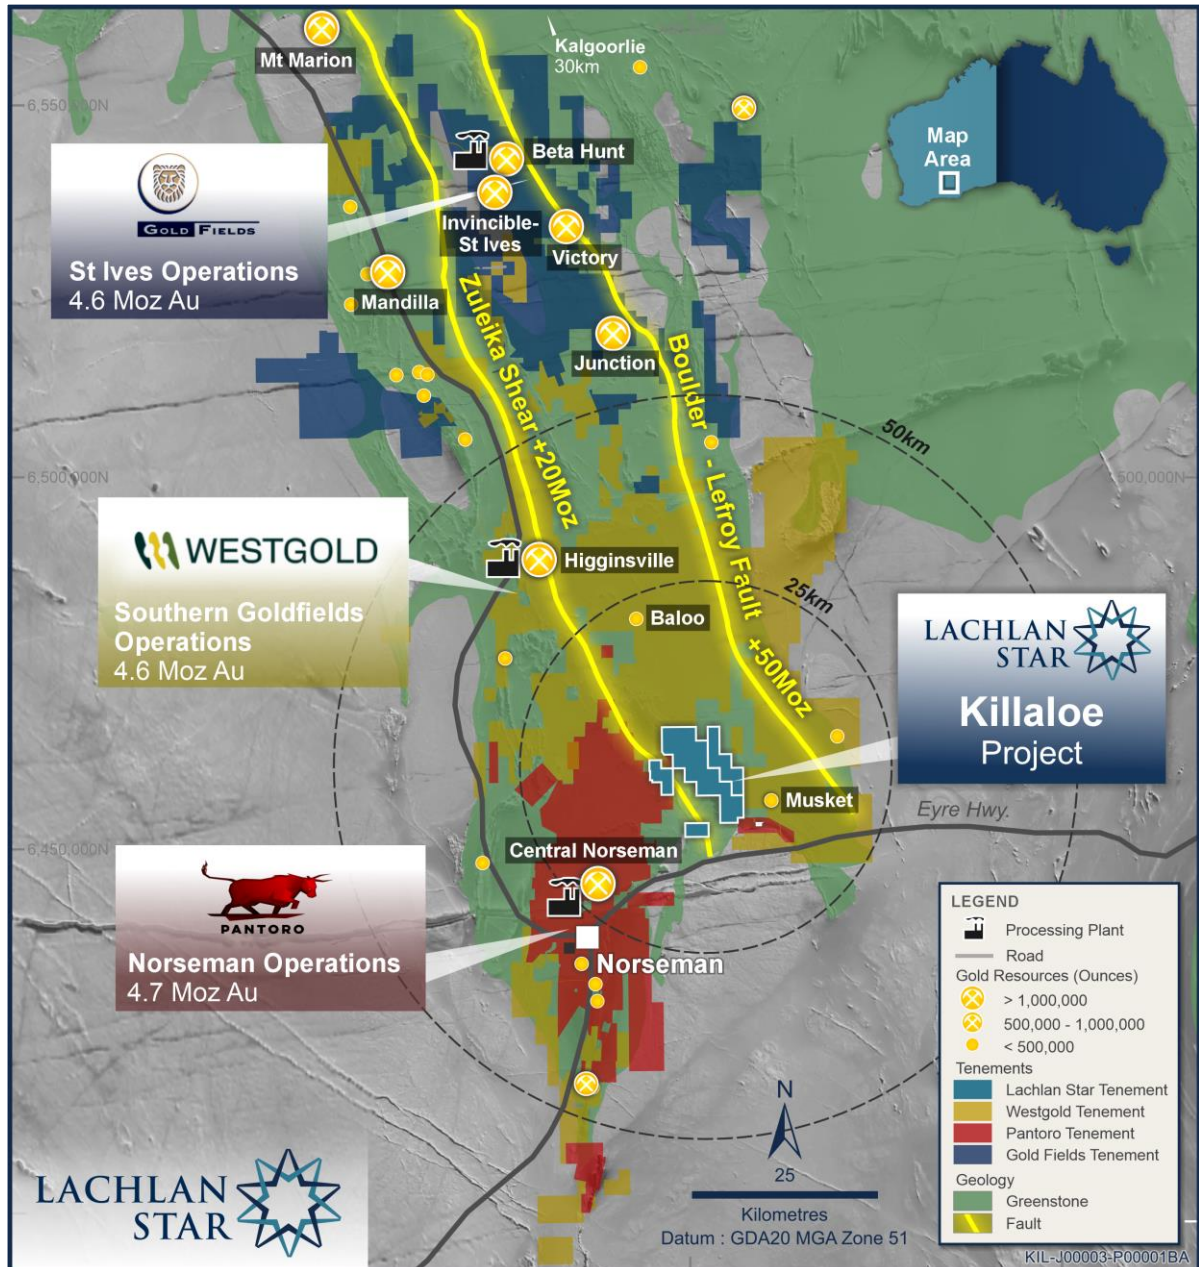 Kalgoorlie
30km
Mt Marion
6,550,000N
Map
Area
Beta Hunt
GOLD FIELDS
St Ives Operations
4.6 Moz Au
Invincible-
St Ives
Victory
Mandilla
Zuleika Shear +20Moz
Junction
Boulder - Lefroy Fault +50Moz
50km
6,500,000N
500,000N
WESTGOLD
Southern Goldfields
Operations
4.6 Moz Au
Higginsville
25km
Baloo
LACHLAN
STAR
Killaloe
Project
Musket
Eyre Hwy.
6,450,000N
Central Norseman
PANTORO
Norseman Operations
4.7 Moz Au
Norseman
LEGEND
Processing Plant
Road
Gold Resources (Ounces)
> 1,000,000
500,000 - 1,000,000
< 500,000
Tenements
Lachlan Star Tenement
Westgold Tenement
Pantoro Tenement
Gold Fields Tenement
Geology
Greenstone
Fault
N
25
Kilometres
Datum : GDA20 MGA Zone 51
LACHLAN
STAR
KIL-J00003-P00001BA